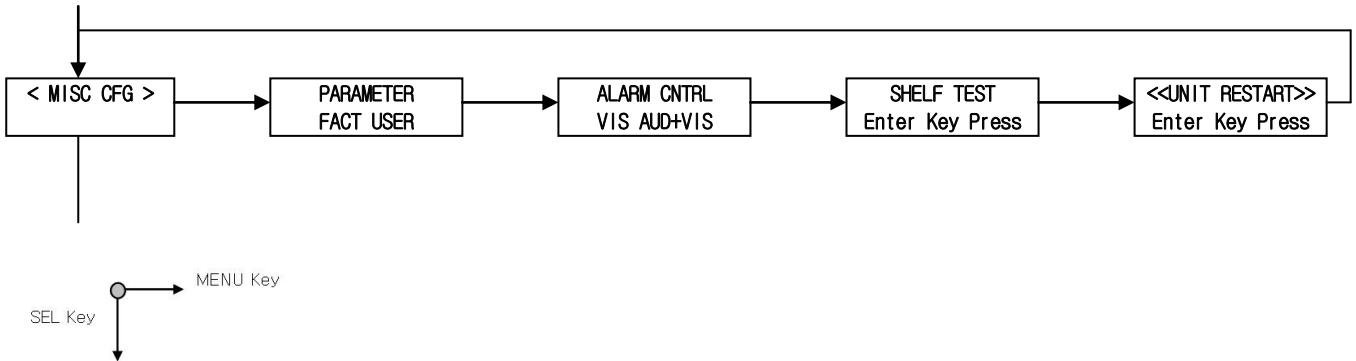 < MISC CFG >
PARAMETER
FACT USER
ALARM CNTRL
VIS AUD+VIS
SHELF TEST
Enter Key Press
<<UNIT RESTART>>
Enter Key Press
MENU Key
SEL Key